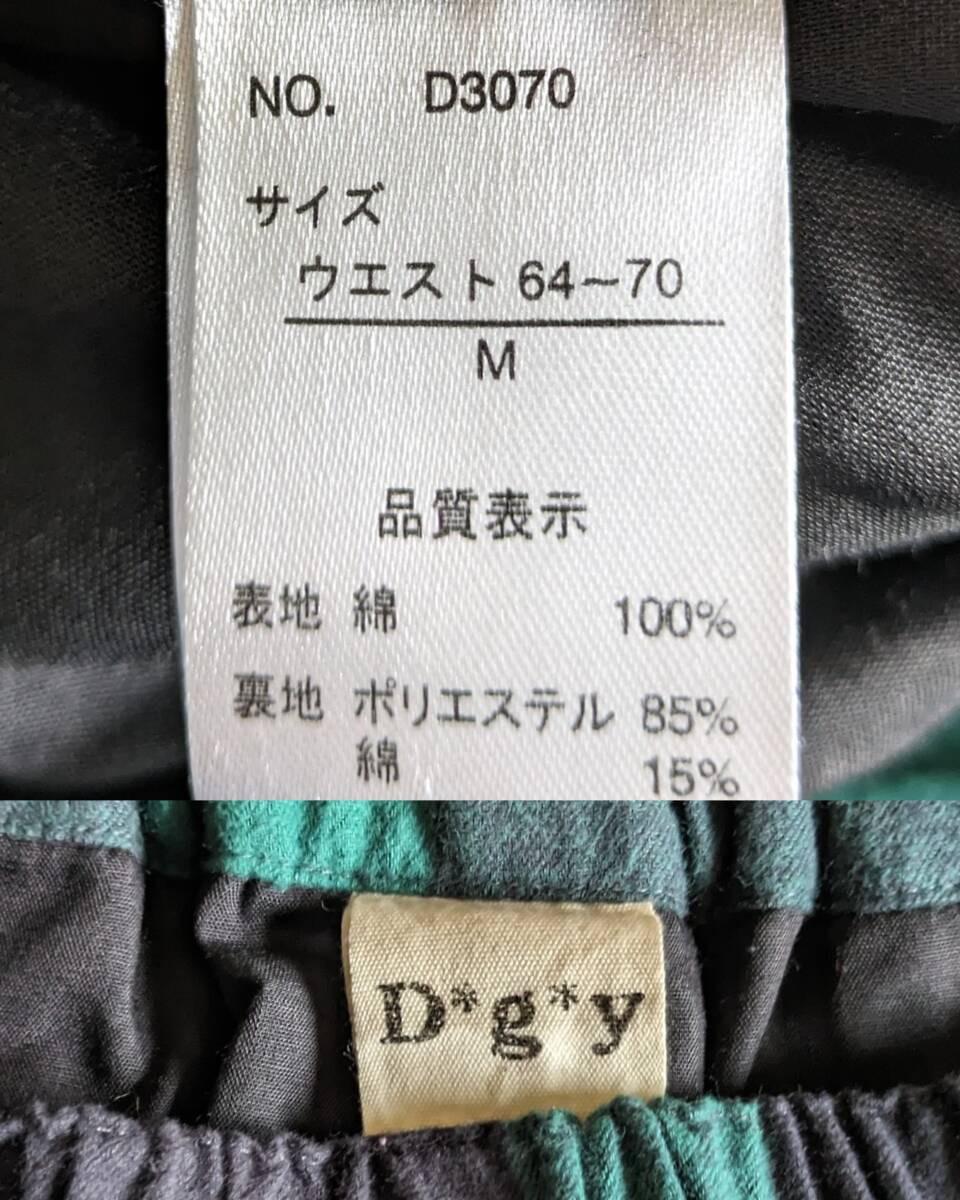 NO. D3070
サイズ
ウエスト 64~70
M
品質表示
表地 綿 100%
裏地 ポリエステル 85%
綿 15%
D*g*y